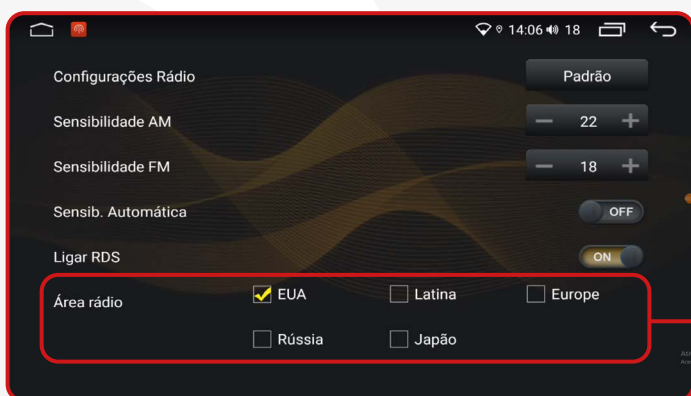 14:06 18
Configurações Rádio Padrão
Sensibilidade AM 22
Sensibilidade FM 18
Sensib. Automática OFF
Ligar RDS ON
Área rádio EUA Latina Europe
Rússia Japão